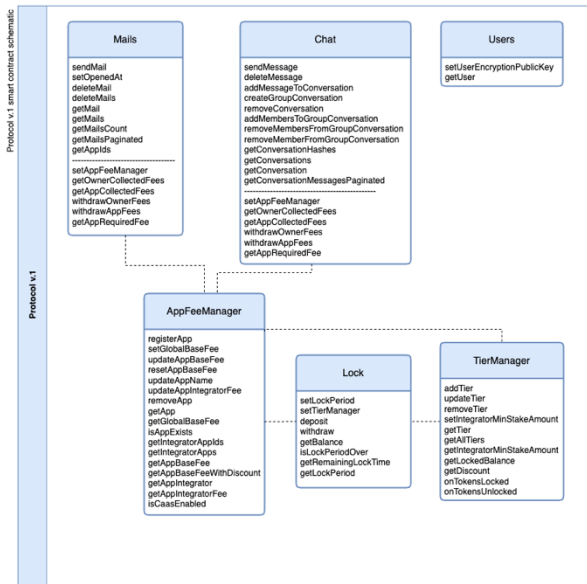 Protocol v.1 smart contract schematic
Protocol v.1
Mails
sendMail
setOpenedAt
deleteMail
deleteMails
getMail
getMails
getMailsCount
getMailsPaginated
getAppIds
setAppFeeManager
getOwnerCollectedFees
getAppCollectedFees
withdrawOwnerFees
withdrawAppFees
getAppRequiredFee
Chat
sendMessage
deleteMessage
addMessageToConversation
createGroupConversation
removeConversation
addMembersToGroupConversation
removeMembersFromGroupConversation
removeMemberFromGroupConversation
getConversationHashes
getConversations
getConversation
getConversationMessagesPaginated
setAppFeeManager
getOwnerCollectedFees
getAppCollectedFees
withdrawOwnerFees
withdrawAppFees
getAppRequiredFee
Users
setUserEncryptionPublicKey
getUser
AppFeeManager
registerApp
setGlobalBaseFee
updateAppBaseFee
resetAppBaseFee
updateAppName
updateAppIntegratorFee
removeApp
getApp
getGlobalBaseFee
isAppExists
getIntegratorAppIds
getIntegratorApps
getAppBaseFee
getAppBaseFeeWithDiscount
getAppIntegrator
getAppIntegratorFee
isCaasEnabled
Lock
setLockPeriod
setTierManager
deposit
withdraw
getBalance
isLockPeriodOver
getRemainingLockTime
getLockPeriod
TierManager
addTier
updateTier
removeTier
setIntegratorMinStakeAmount
getTier
getAllTiers
getIntegratorMinStakeAmount
getLockedBalance
getDiscount
onTokensLocked
onTokensUnlocked